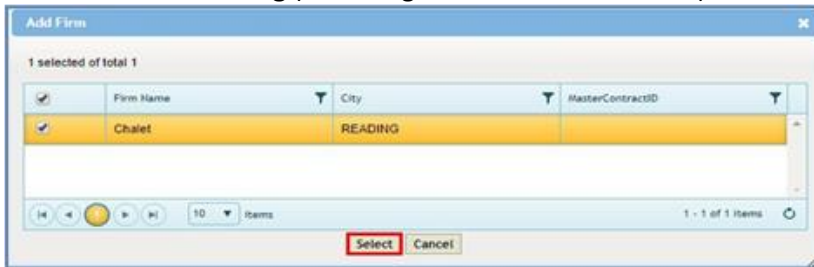 Add Firm
1 selected of total 1
Firm Name City MasterContractID
Chalet READING
1 10 items 1 - 1 of 1 items
Select Cancel